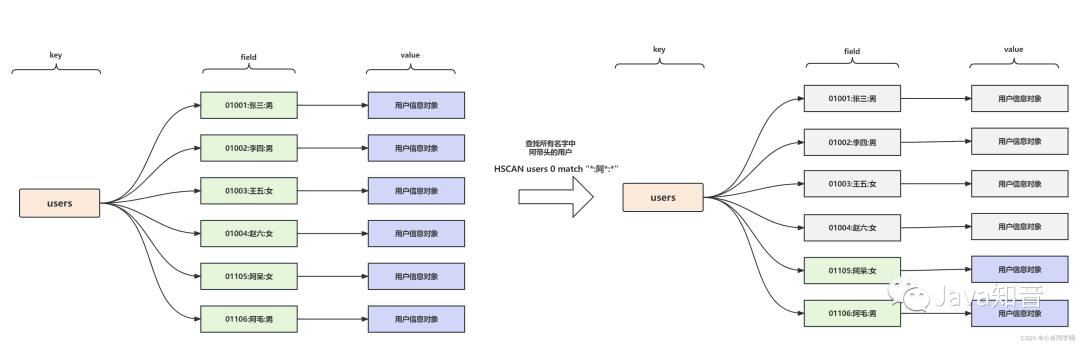 key
field
value
users
01001:张三:男
用户信息对象
01002:李四:男
用户信息对象
01003:王五:女
用户信息对象
01004:赵六:女
用户信息对象
01105:阿呆:女
用户信息对象
01106:阿毛:男
用户信息对象
查找所有名字中
阿带头的用户
HSCAN users 0 match "*:阿*:*"
key
field
value
users
01001:张三:男
用户信息对象
01002:李四:男
用户信息对象
01003:王五:女
用户信息对象
01004:赵六:女
用户信息对象
01105:阿呆:女
用户信息对象
01106:阿毛:男
用户信息对象
Java知音
CSDN @小肖同学哦